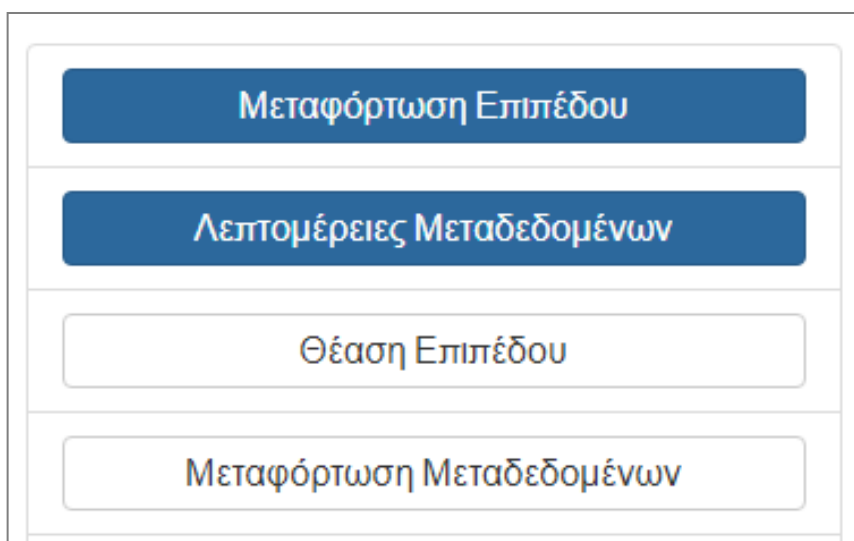 Μεταφόρτωση Επιπέδου
Λεπτομέρειες Μεταδεδομένων
Θέαση Επιπέδου
Μεταφόρτωση Μεταδεδομένων